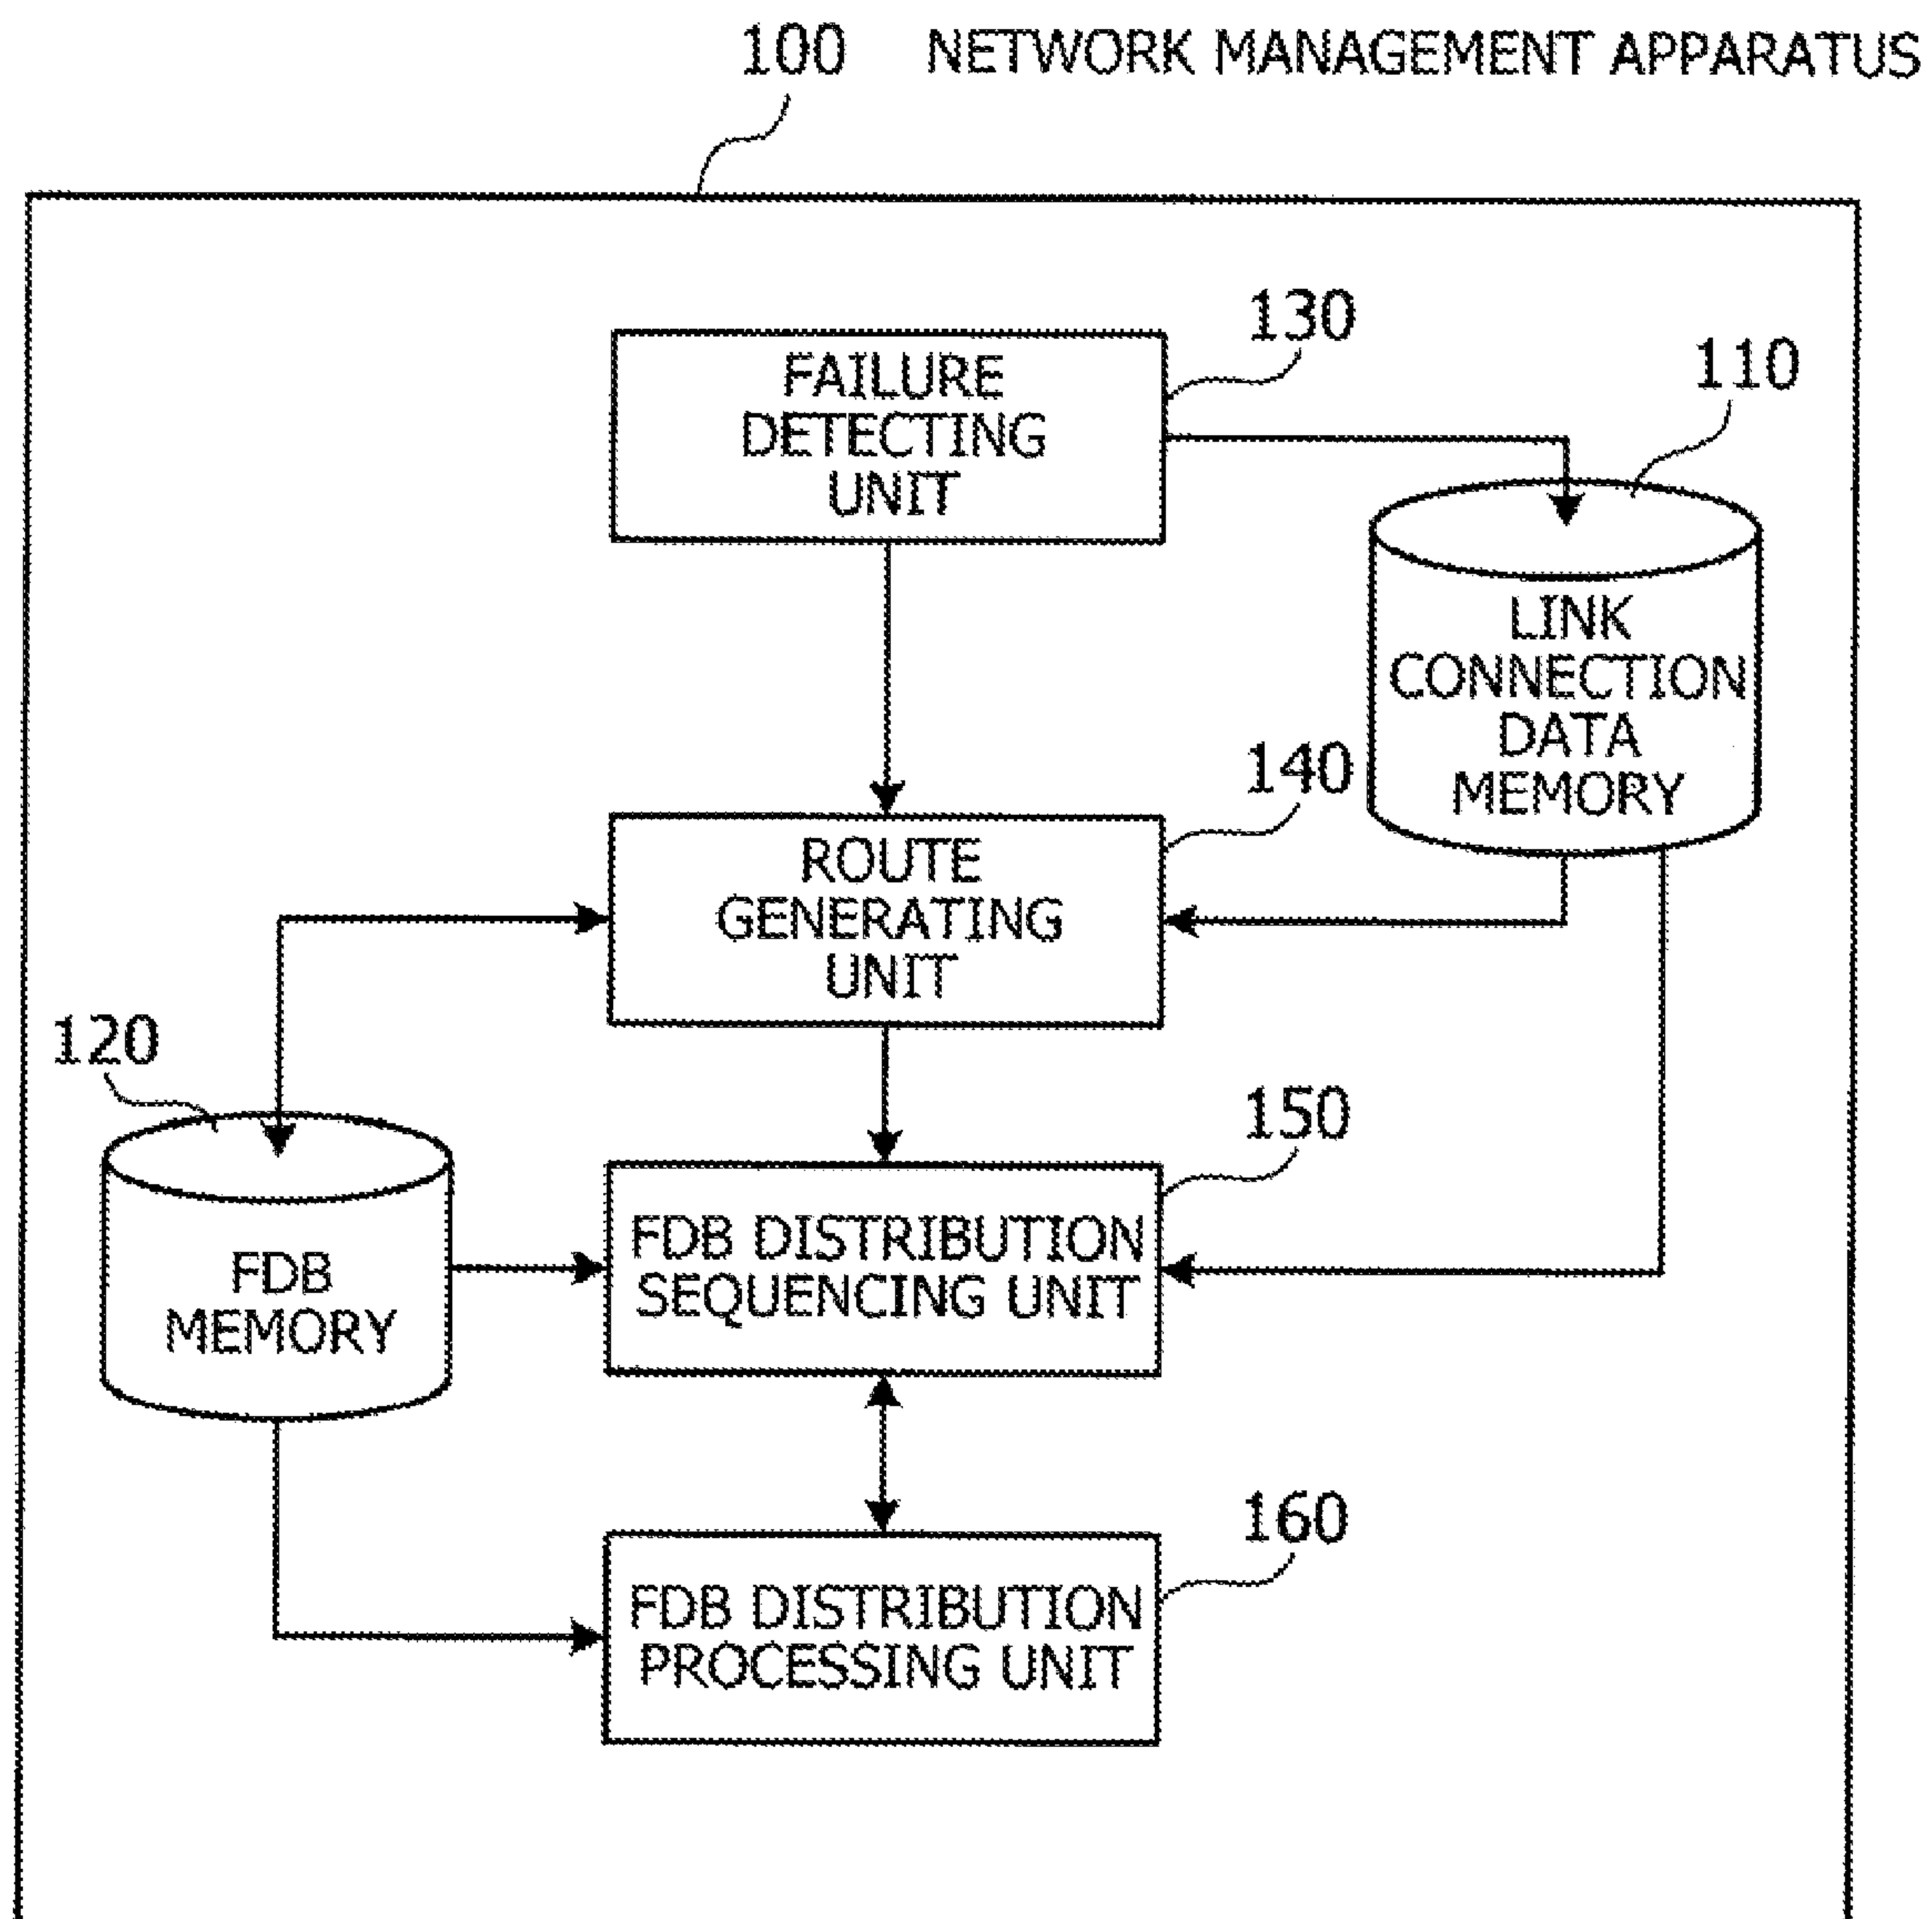 100 NETWORK MANAGEMENT APPARATUS
130
FAILURE
DETECTING
UNIT
110
LINK
CONNECTION
DATA
MEMORY
140
ROUTE
GENERATING
UNIT
120
FDB
MEMORY
150
FDB DISTRIBUTION
SEQUENCING UNIT
160
FDB DISTRIBUTION
PROCESSING UNIT